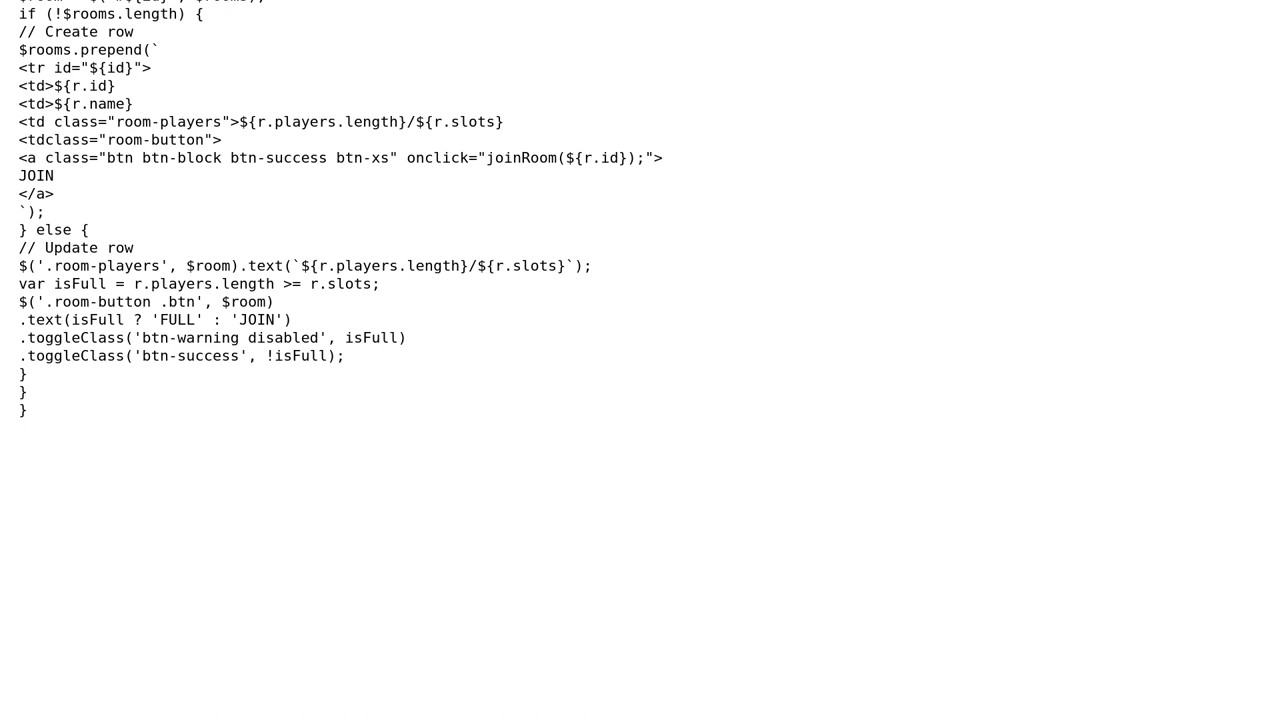 if (!$rooms.length) {
// Create row
$rooms.prepend(`
<tr id="${id}">
<td>${r.id}
<td>${r.name}
<td class="room-players">${r.players.length}/${r.slots}
<tdclass="room-button">
<a class="btn btn-block btn-success btn-xs" onclick="joinRoom(${r.id});">
JOIN
</a>
`);
} else {
// Update row
$('.room-players', $room).text(`${r.players.length}/${r.slots}`);
var isFull = r.players.length >= r.slots;
$('.room-button .btn', $room)
.text(isFull ? 'FULL' : 'JOIN')
.toggleClass('btn-warning disabled', isFull)
.toggleClass('btn-success', !isFull);
}
}
}